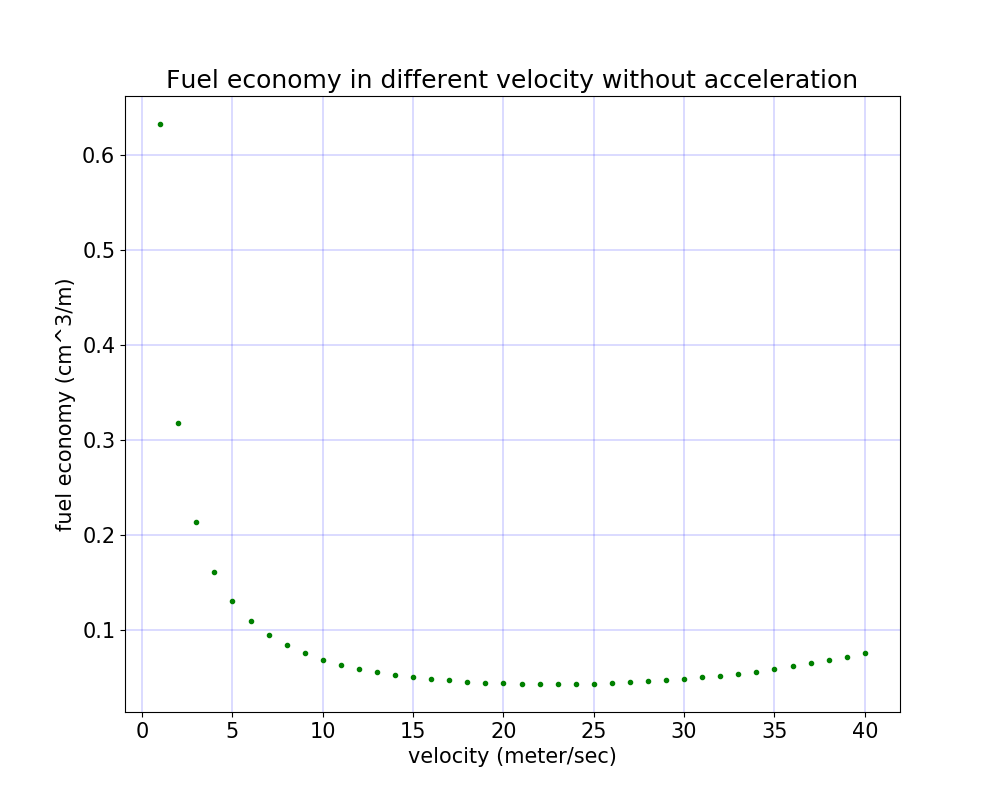 Fuel economy in different velocity without acceleration
0.6
0.5
0.4
0.3
0.2
0.1
fuel economy (cm^3/m)
0 5 10 15 20 25 30 35 40
velocity (meter/sec)